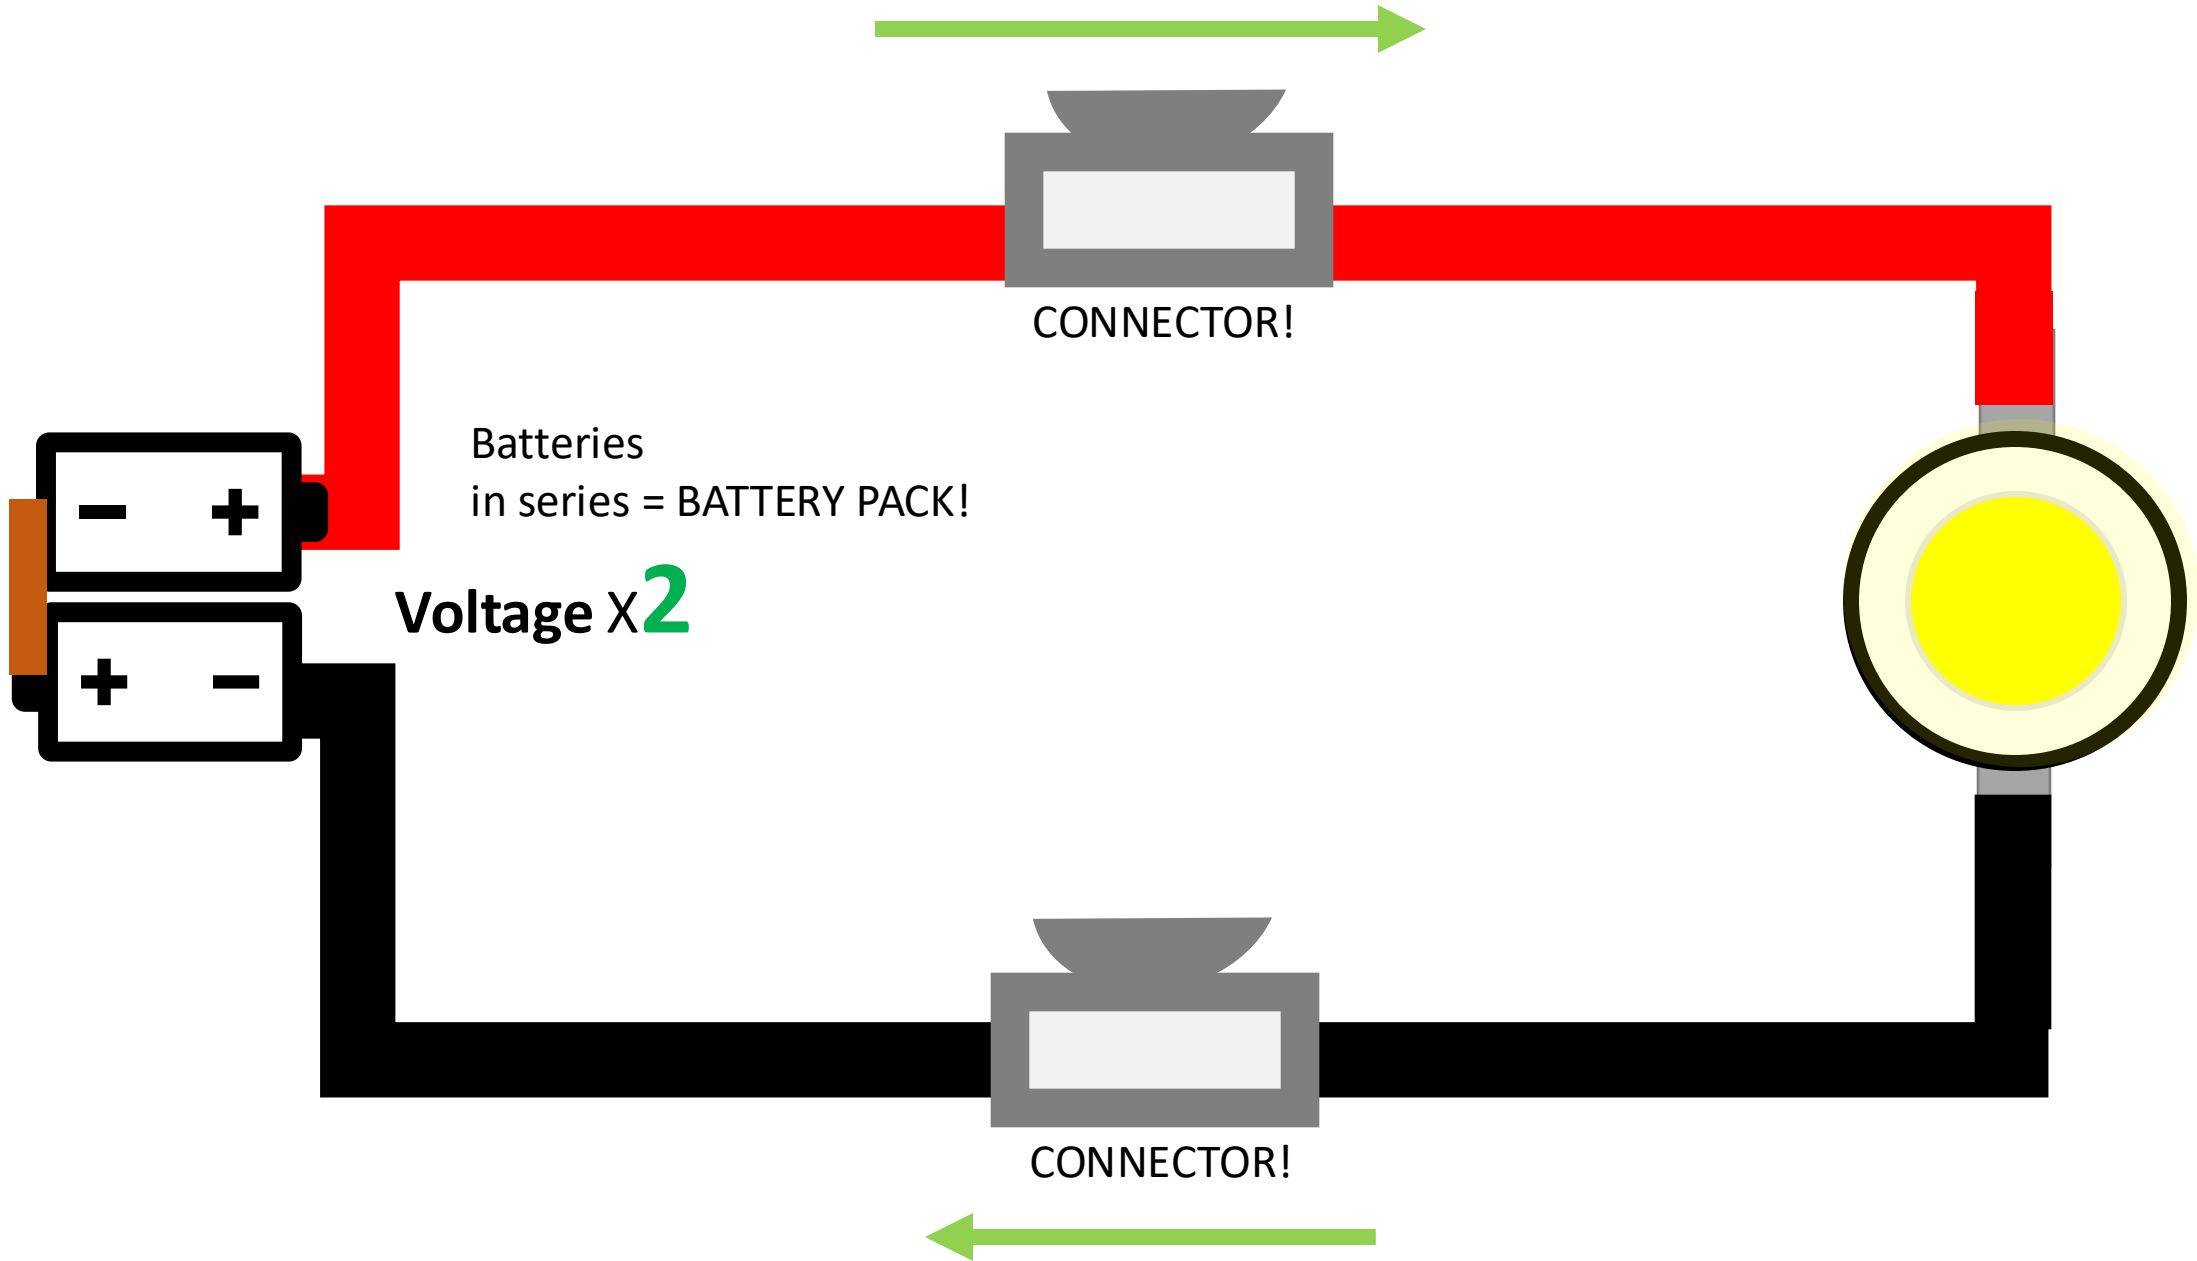 CONNECTOR!
Batteries
in series = BATTERY PACK!
Voltage X2
− +
+ −
CONNECTOR!